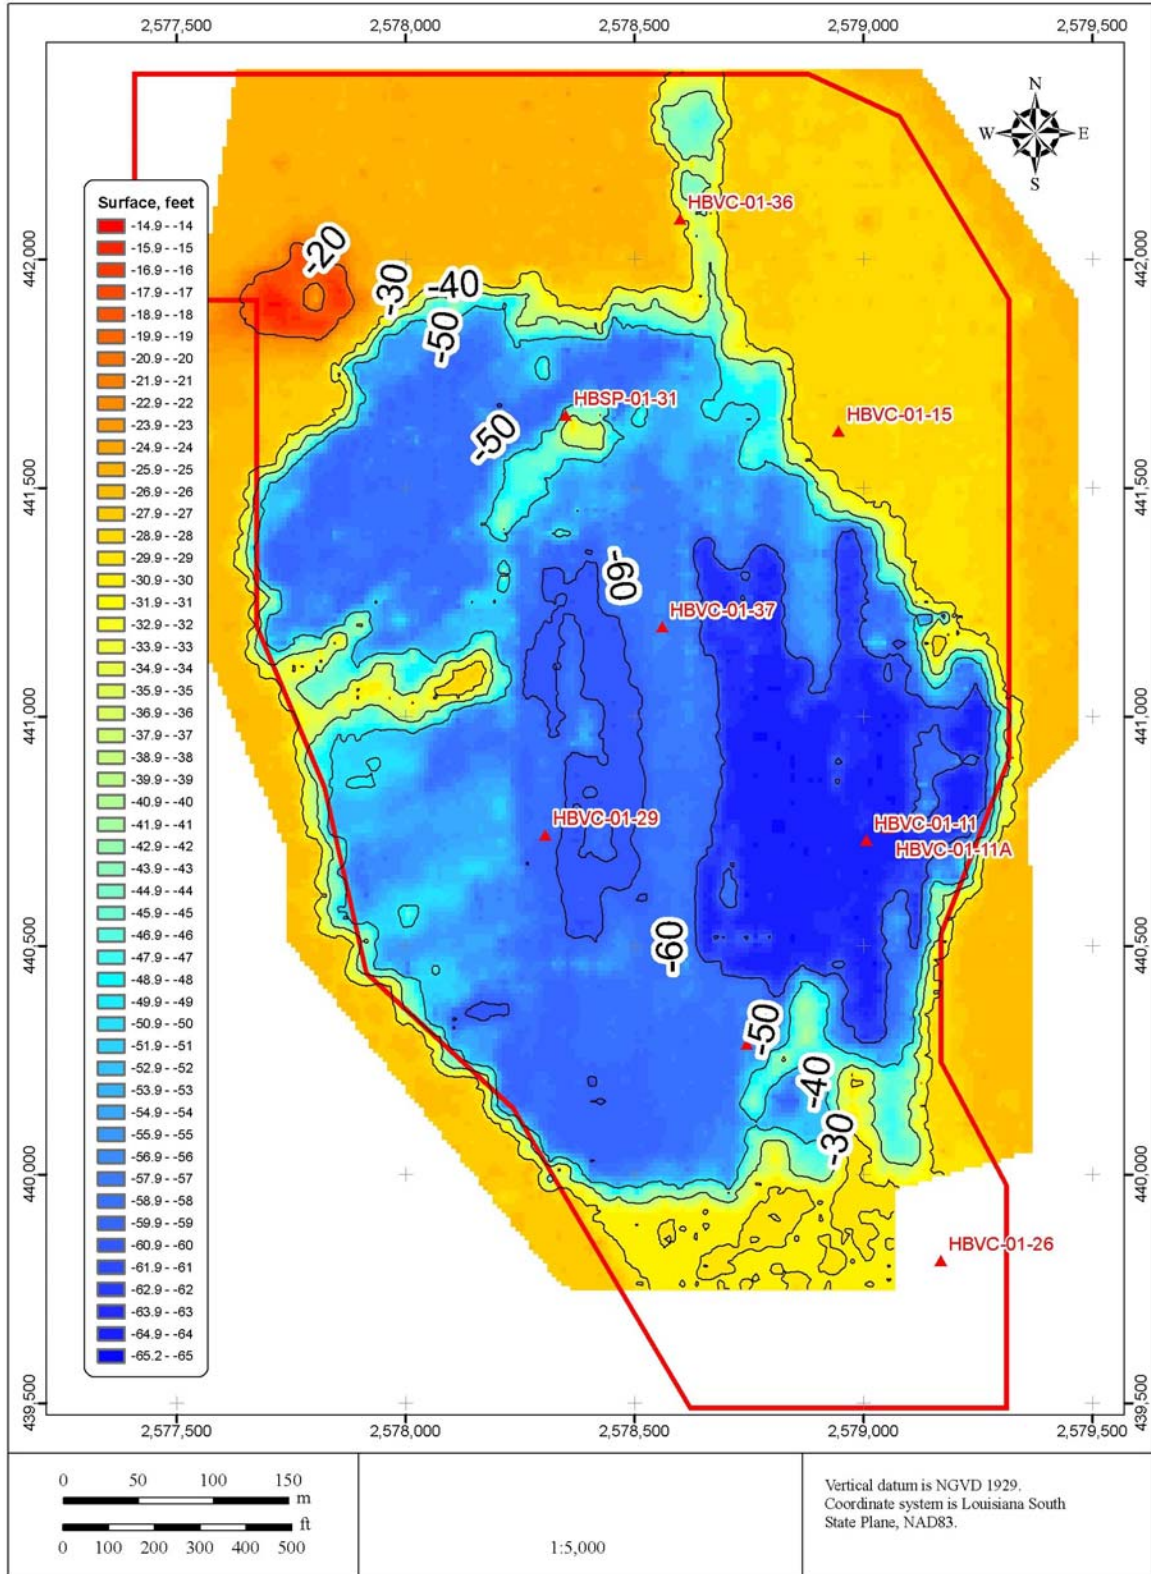 2,577,500 2,578,000 2,578,500 2,579,000 2,579,500
N
W E
S
Surface, feet
-14.9 - -14
-15.9 - -15
-16.9 - -16
-17.9 - -17
-18.9 - -18
-19.9 - -19
-20.9 - -20
-21.9 - -21
-22.9 - -22
-23.9 - -23
-24.9 - -24
-25.9 - -25
-26.9 - -26
-27.9 - -27
-28.9 - -28
-29.9 - -29
-30.9 - -30
-31.9 - -31
-32.9 - -32
-33.9 - -33
-34.9 - -34
-35.9 - -35
-36.9 - -36
-37.9 - -37
-38.9 - -38
-39.9 - -39
-40.9 - -40
-41.9 - -41
-42.9 - -42
-43.9 - -43
-44.9 - -44
-45.9 - -45
-46.9 - -46
-47.9 - -47
-48.9 - -48
-49.9 - -49
-50.9 - -50
-51.9 - -51
-52.9 - -52
-53.9 - -53
-54.9 - -54
-55.9 - -55
-56.9 - -56
-57.9 - -57
-58.9 - -58
-59.9 - -59
-60.9 - -60
-61.9 - -61
-62.9 - -62
-63.9 - -63
-64.9 - -64
-65.2 - -65
442,000
441,500
441,000
440,500
440,000
439,500
HBVC-01-36
-20
-30
-40
-50
HBSP-01-31
-50
HBVC-01-15
-60
HBVC-01-37
HBVC-01-29
HBVC-01-11
HBVC-01-11A
-60
-50
-40
-30
HBVC-01-26
442,000
441,500
441,000
440,500
440,000
439,500
2,577,500 2,578,000 2,578,500 2,579,000 2,579,500
0 50 100 150
m
ft
0 100 200 300 400 500
1:5,000
Vertical datum is NGVD 1929.
Coordinate system is Louisiana South
State Plane, NAD83.